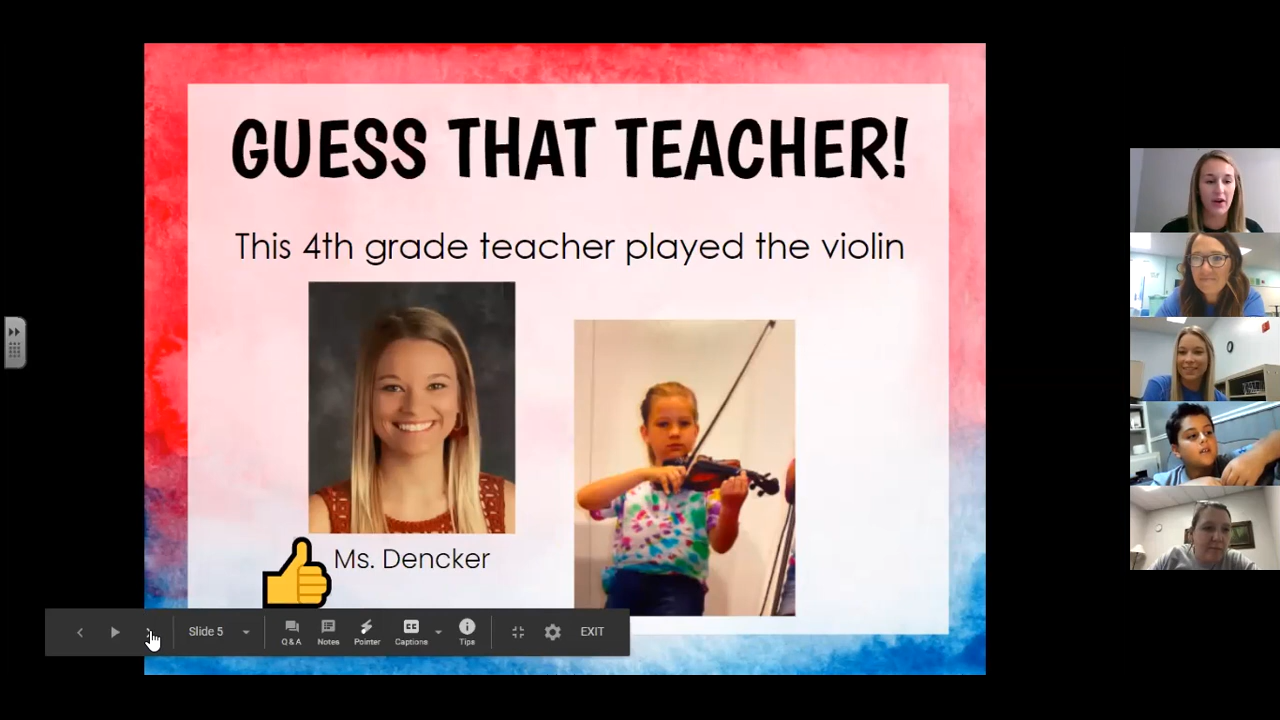 GUESS THAT TEACHER!
This 4th grade teacher played the violin
Ms. Dencker
Slide 5
Q & A
Notes
Pointer
CC
Captions
Tips
EXIT